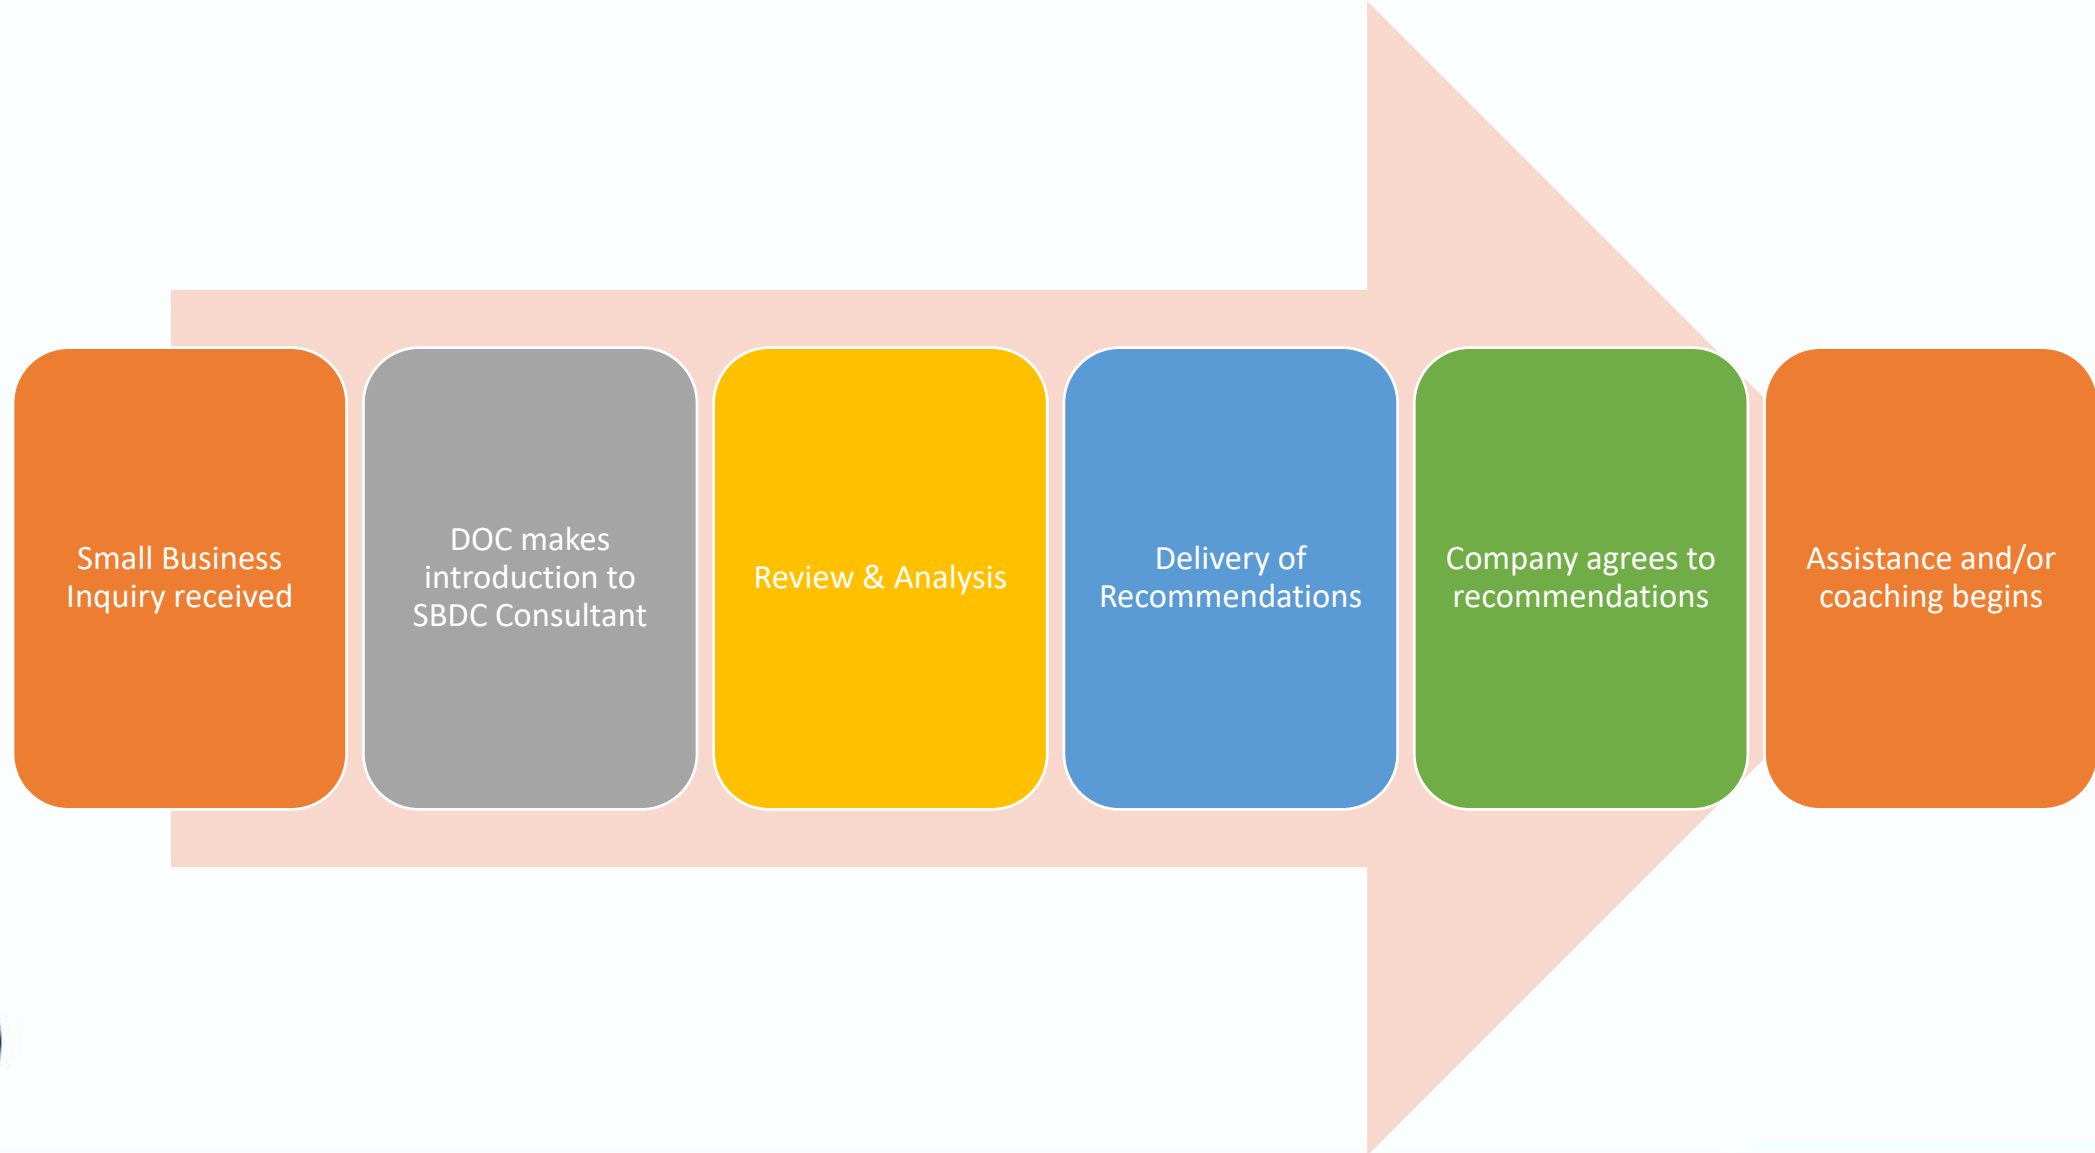 Small Business
Inquiry received
DOC makes
introduction to
SBDC Consultant
Review & Analysis
Delivery of
Recommendations
Company agrees to
recommendations
Assistance and/or
coaching begins